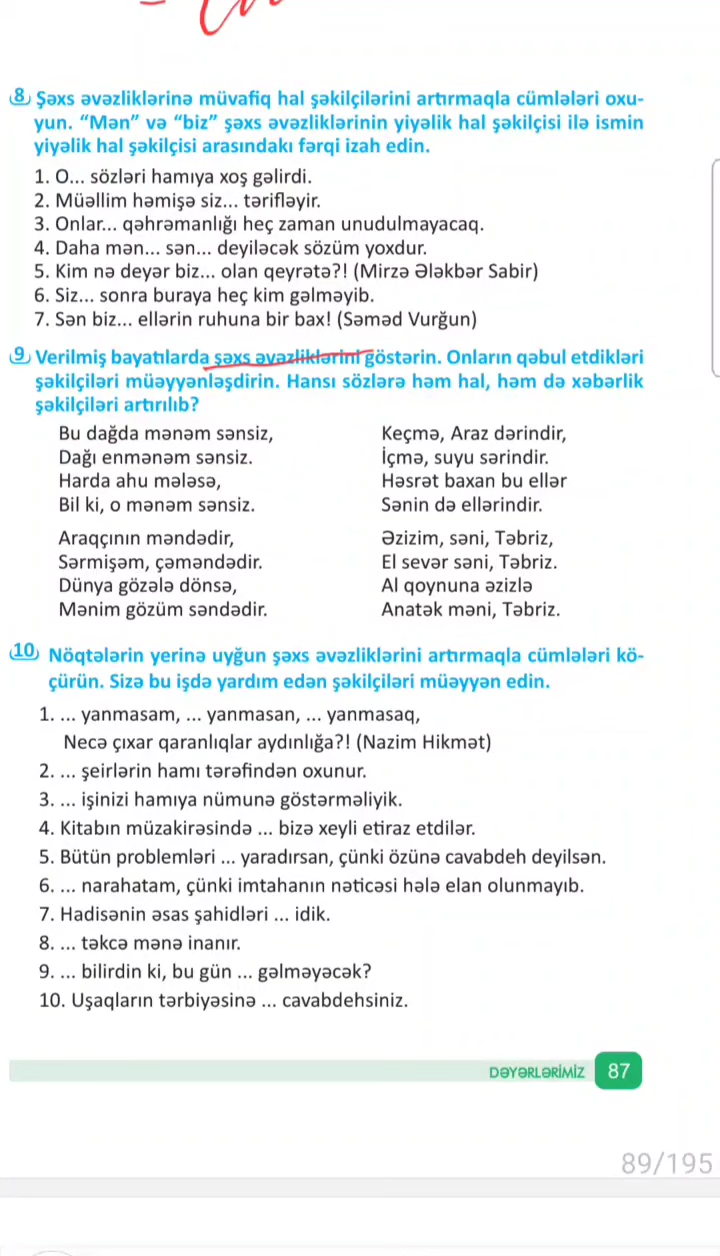 8 Şəxs əvəzliklərinə müvafiq hal şəkilçilərini artırmaqla cümlələri oxu-
yun. “Mən” və “biz” şəxs əvəzliklərinin yiyəlik hal şəkilçisi ilə ismin
yiyəlik hal şəkilçisi arasındakı fərqi izah edin.
1. O... sözləri hamıya xoş gəlirdi.
2. Müəllim həmişə siz... tərifləyir.
3. Onlar... qəhrəmanlığı heç zaman unudulmayacaq.
4. Daha mən... sən... deyiləcək sözüm yoxdur.
5. Kim nə deyər biz... olan qeyrətə?! (Mirzə Ələkbər Sabir)
6. Siz... sonra buraya heç kim gəlməyib.
7. Sən biz... ellərin ruhuna bir bax! (Səməd Vurğun)
9 Verilmiş bayatılarda şəxs əvəzliklərini göstərin. Onların qəbul etdikləri
şəkilçiləri müəyyənləşdirin. Hansı sözlərə həm hal, həm də xəbərlik
şəkilçiləri artırılıb?
Bu dağda mənəm sənsiz,
Dağı enmənəm sənsiz.
Harda ahu mələsə,
Bil ki, o mənəm sənsiz.
Araqçının məndədir,
Sərmişəm, çəməndədir.
Dünya gözələ dönsə,
Mənim gözüm səndədir.
Keçmə, Araz dərindir,
İçmə, suyu sərindir.
Həsrət baxan bu ellər
Sənin də ellərindir.
Əzizim, səni, Təbriz,
El sevər səni, Təbriz.
Al qoynuna əzizlə
Anatək məni, Təbriz.
10 Nöqtələrin yerinə uyğun şəxs əvəzliklərini artırmaqla cümlələri kö-
çürün. Sizə bu işdə yardım edən şəkilçiləri müəyyən edin.
1. ... yanmasam, ... yanmasan, ... yanmasaq,
Necə çıxar qaranlıqlar aydınlığa?! (Nazim Hikmət)
2. ... şeirlərin hamı tərəfindən oxunur.
3. ... işinizi hamıya nümunə göstərməliyik.
4. Kitabın müzakirəsində ... bizə xeyli etiraz etdilər.
5. Bütün problemləri ... yaradırsan, çünki özünə cavabdeh deyilsən.
6. ... narahatam, çünki imtahanın nəticəsi hələ elan olunmayıb.
7. Hadisənin əsas şahidləri ... idik.
8. ... təkcə mənə inanır.
9. ... bilirdin ki, bu gün ... gəlməyəcək?
10. Uşaqların tərbiyəsinə ... cavabdehsiniz.
DƏYƏRLƏRİMİZ 87
89/195